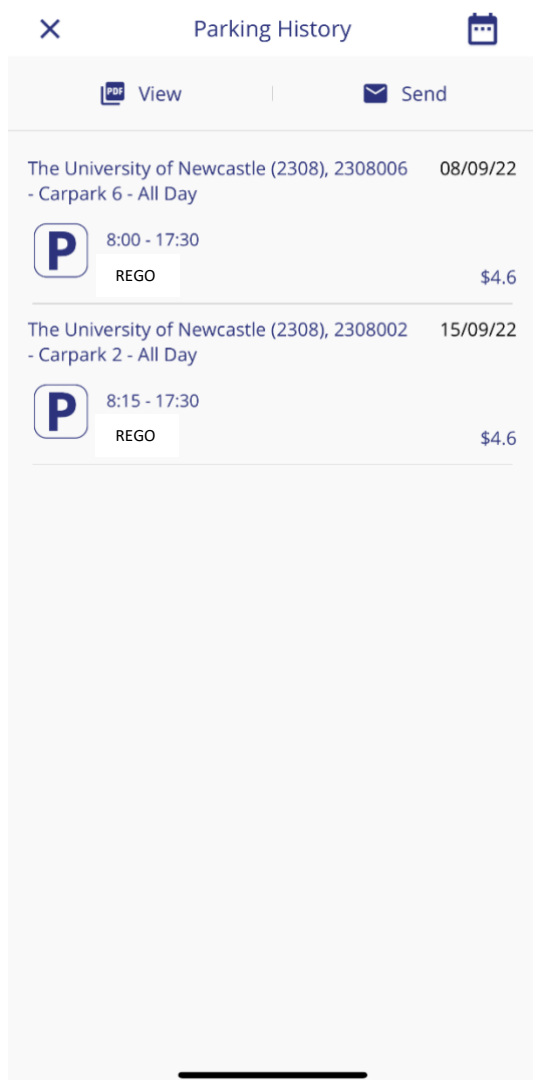 Parking History
PDF View
Send
The University of Newcastle (2308), 2308006 08/09/22
- Carpark 6 - All Day
P 8:00 - 17:30
REGO
$4.6
The University of Newcastle (2308), 2308002 15/09/22
- Carpark 2 - All Day
P 8:15 - 17:30
REGO
$4.6